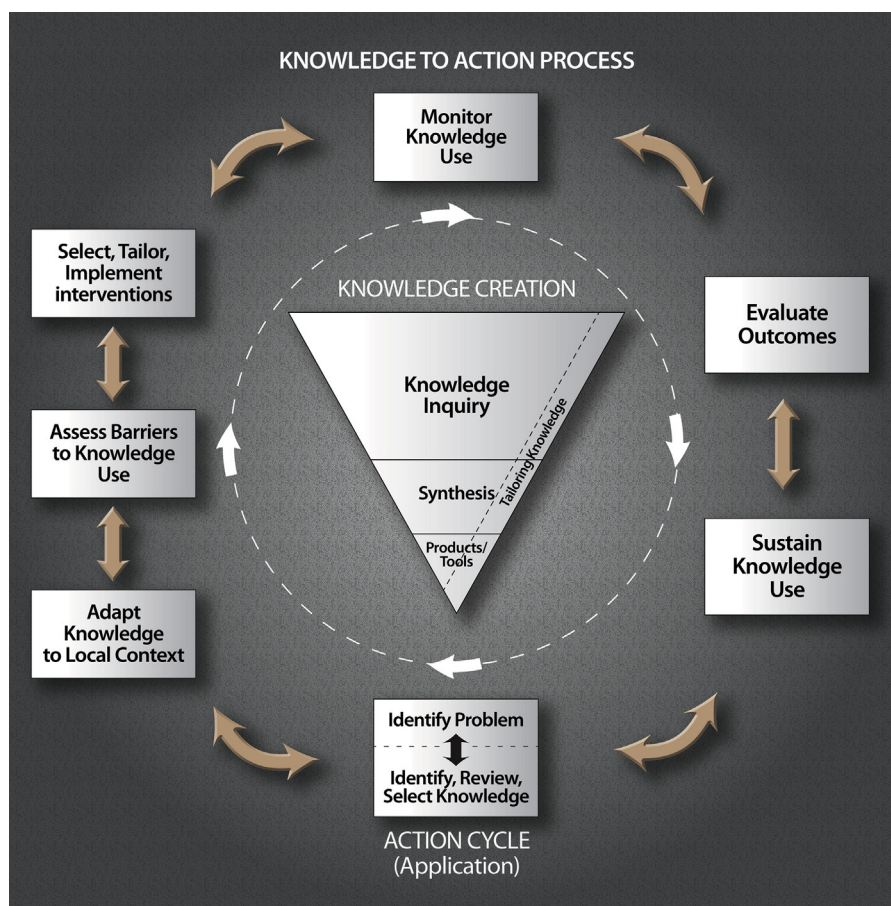 KNOWLEDGE TO ACTION PROCESS
Monitor
Knowledge
Use
Select, Tailor,
Implement
interventions
KNOWLEDGE CREATION
Evaluate
Outcomes
Knowledge
Inquiry
Tailoring Knowledge
Assess Barriers
to Knowledge
Use
Synthesis
Products/
Tools
Sustain
Knowledge
Use
Adapt
Knowledge
to Local Context
Identify Problem
Identify, Review,
Select Knowledge
ACTION CYCLE
(Application)